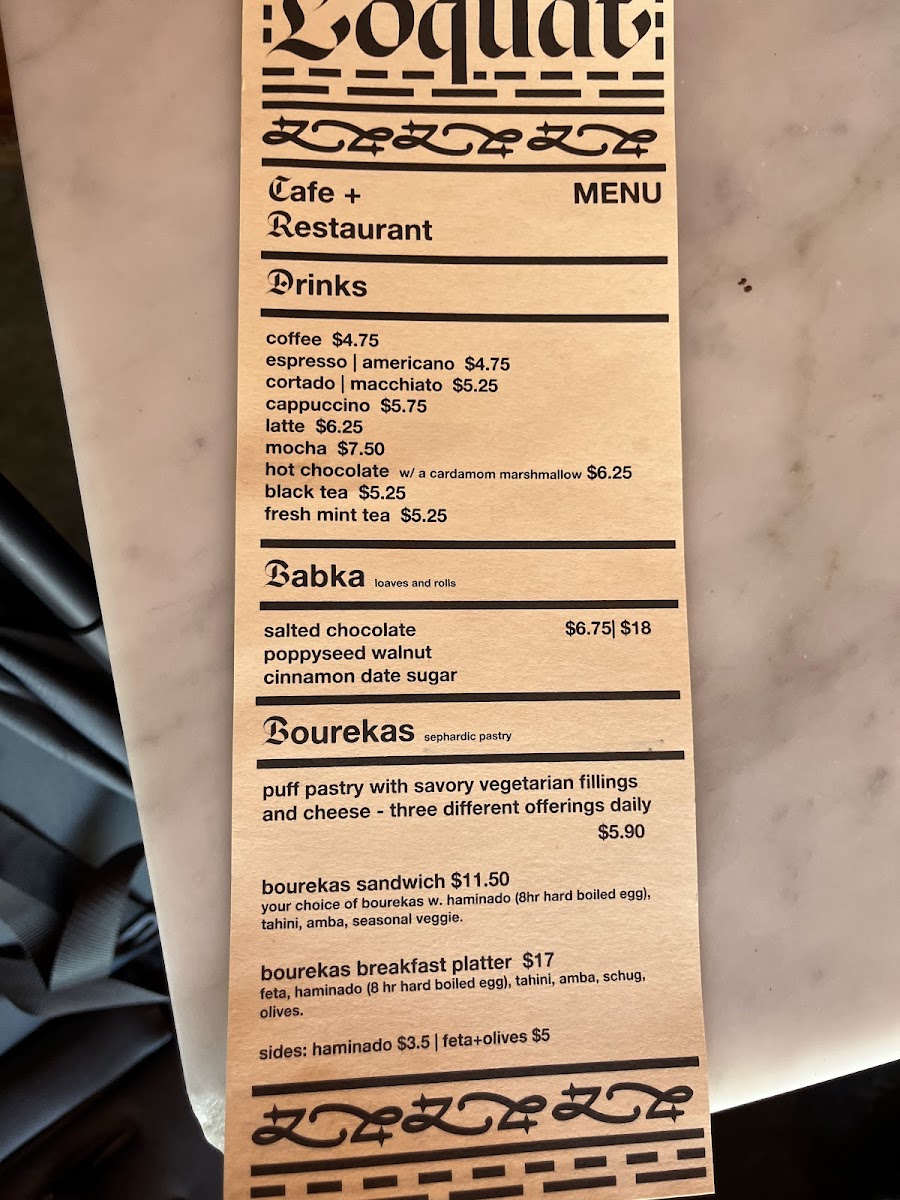 Loquat
Cafe + MENU
Restaurant
Drinks
coffee $4.75
espresso | americano $4.75
cortado | macchiato $5.25
cappuccino $5.75
latte $6.25
mocha $7.50
hot chocolate w/ a cardamom marshmallow $6.25
black tea $5.25
fresh mint tea $5.25
Babka loaves and rolls
salted chocolate $6.75| $18
poppyseed walnut
cinnamon date sugar
Bourekas sephardic pastry
puff pastry with savory vegetarian fillings
and cheese - three different offerings daily
$5.90
bourekas sandwich $11.50
your choice of bourekas w. haminado (8hr hard boiled egg),
tahini, amba, seasonal veggie.
bourekas breakfast platter $17
feta, haminado (8 hr hard boiled egg), tahini, amba, schug,
olives.
sides: haminado $3.5 | feta+olives $5